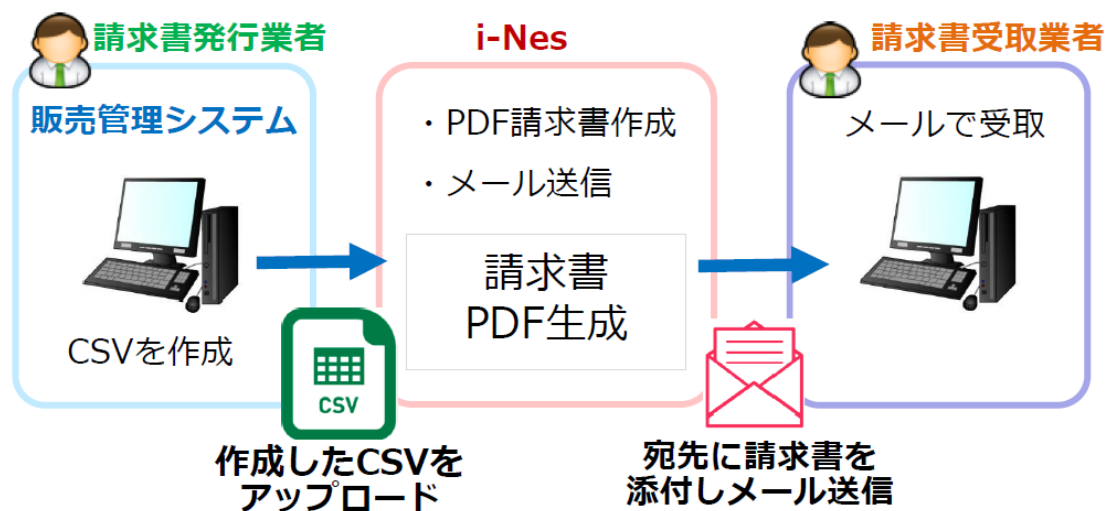 請求書発行業者
i-Nes
請求書受取業者
販売管理システム
CSVを作成
CSV
作成したCSVを
アップロード
・PDF請求書作成
・メール送信
請求書
PDF生成
宛先に請求書を
添付しメール送信
メールで受取